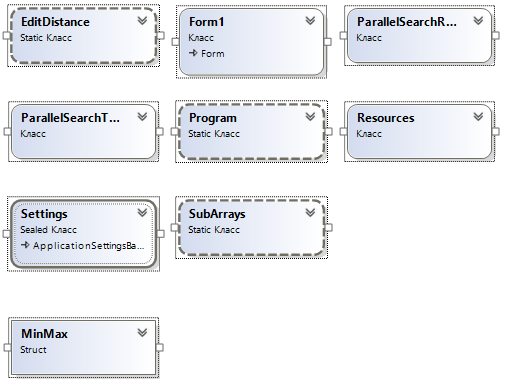 EditDistance
Static Класс
Form1
Класс
Form
ParallelSearchR...
Класс
ParallelSearchT...
Класс
Program
Static Класс
Resources
Класс
Settings
Sealed Класс
ApplicationSettingsBa...
SubArrays
Static Класс
MinMax
Struct